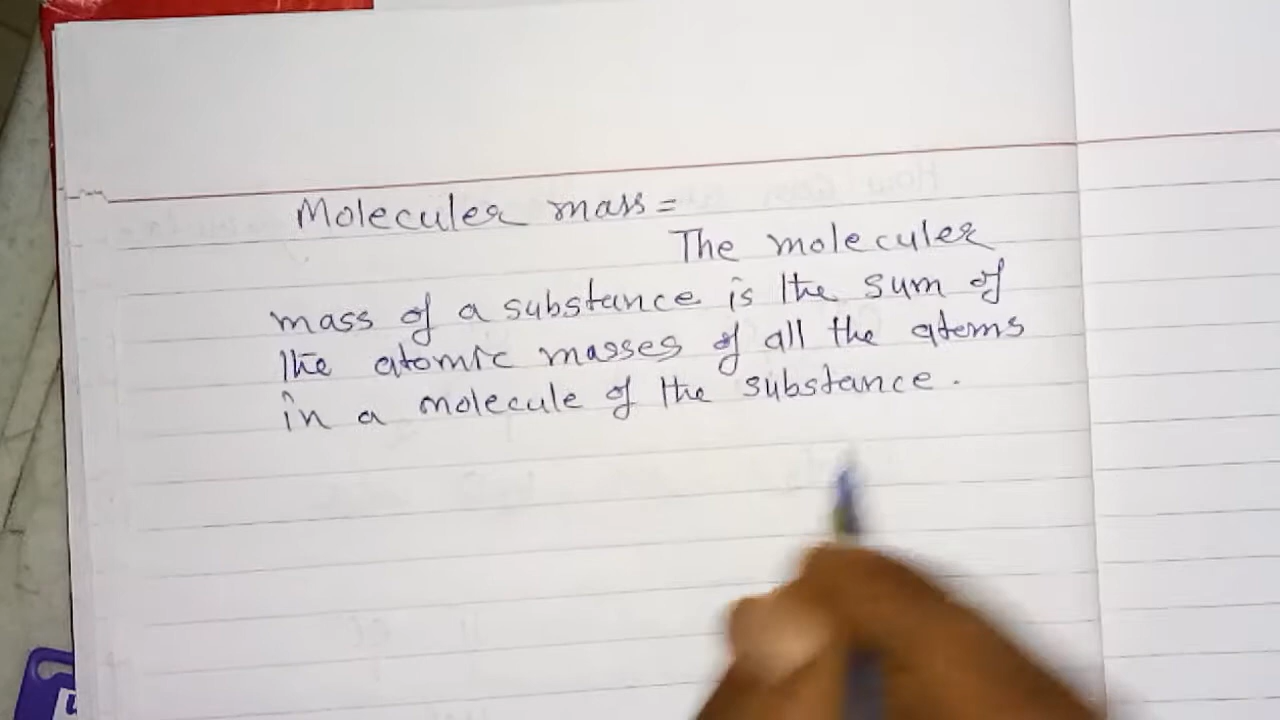 Moleculer mass =
The moleculer
mass of a substance is the sum of
the atomic masses of all the atoms
in a molecule of the substance.